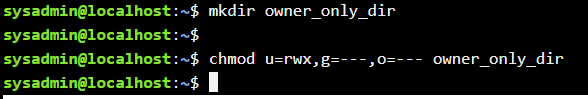 sysadmin@localhost:~$ mkdir owner_only_dir
sysadmin@localhost:~$
sysadmin@localhost:~$ chmod u=rwx,g=---,o=--- owner_only_dir
sysadmin@localhost:~$